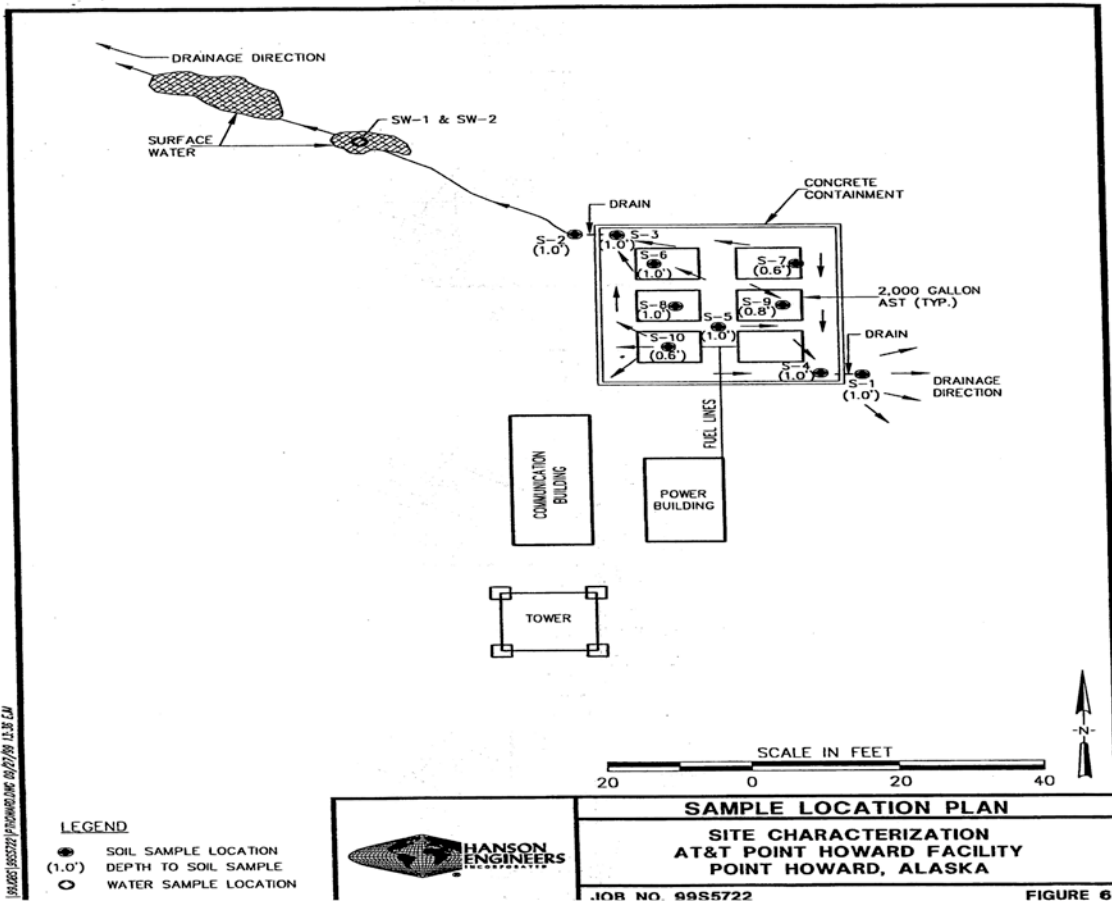 DRAINAGE DIRECTION
SW-1 & SW-2
SURFACE
WATER
CONCRETE
CONTAINMENT
DRAIN
S-2
(1.0')
S-3
(1.0')
S-6
(1.0')
S-7
(0.6')
S-8
(1.0')
S-9
(0.8')
2,000 GALLON
AST (TYP.)
S-5
(1.0')
S-10
(0.6')
DRAIN
S-4
(1.0')
S-1
(1.0')
DRAINAGE
DIRECTION
FUEL LINES
COMMUNICATION
BUILDING
POWER
BUILDING
TOWER
-N-
SCALE IN FEET
20 0 20 40
LEGEND
SOIL SAMPLE LOCATION
(1.0') DEPTH TO SOIL SAMPLE
WATER SAMPLE LOCATION
HANSON
ENGINEERS
INCORPORATED
SAMPLE LOCATION PLAN
SITE CHARACTERIZATION
AT&T POINT HOWARD FACILITY
POINT HOWARD, ALASKA
JOB NO. 99S5722
FIGURE 6